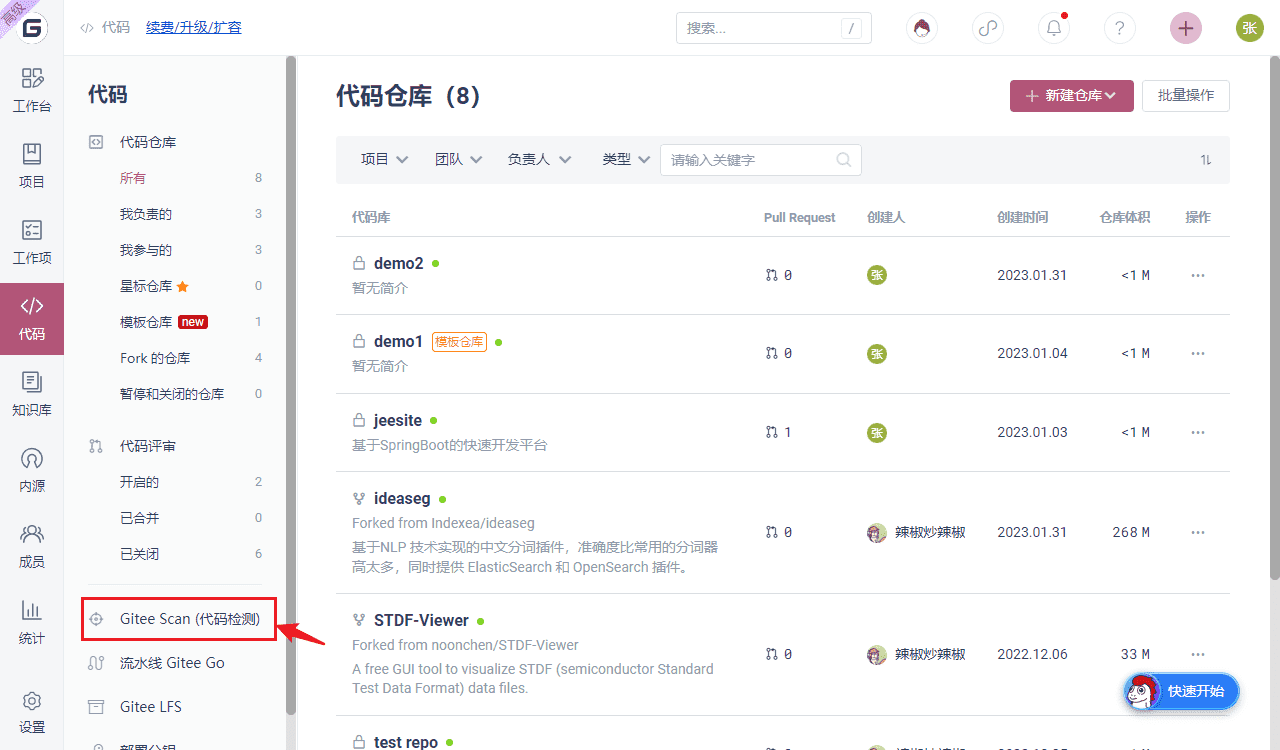 高级
代码 续费/升级/扩容
搜索... /
?
张
工作台
项目
工作项
代码
知识库
内源
成员
统计
设置
代码
代码仓库
所有 8
我负责的 3
我参与的 3
星标仓库 0
模板仓库 new 1
Fork 的仓库 4
暂停和关闭的仓库 0
代码评审
开启的 2
已合并 0
已关闭 6
Gitee Scan (代码检测)
流水线 Gitee Go
Gitee LFS
部署公钥
代码仓库（8）
新建仓库
批量操作
项目 团队 负责人 类型 请输入关键字
代码库 Pull Request 创建人 创建时间 仓库体积 操作
demo2
暂无简介
0 张 2023.01.31 <1 M ...
demo1 模板仓库
暂无简介
0 张 2023.01.04 <1 M ...
jeesite
基于SpringBoot的快速开发平台
1 张 2023.01.03 <1 M ...
ideaseg
Forked from Indexea/ideaseg
基于NLP 技术实现的中文分词插件，准确度比常用的分词器
高太多，同时提供 ElasticSearch 和 OpenSearch 插件。
0 辣椒炒辣椒 2023.01.31 268 M ...
STDF-Viewer
Forked from noonchen/STDF-Viewer
A free GUI tool to visualize STDF (semiconductor Standard
Test Data Format) data files.
0 辣椒炒辣椒 2022.12.06 33 M ...
快速开始
test repo